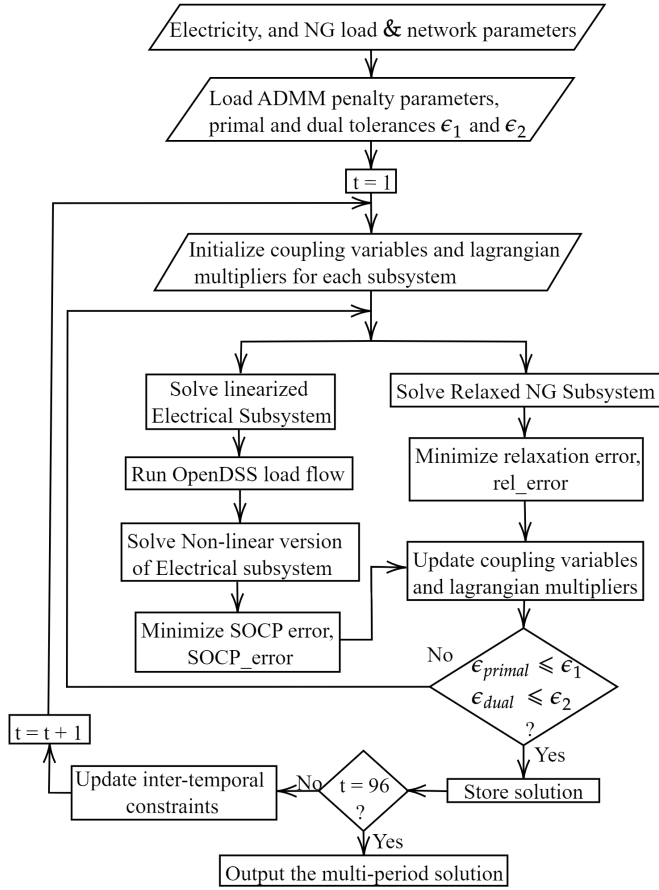 Electricity, and NG load & network parameters
Load ADMM penalty parameters,
primal and dual tolerances ϵ₁ and ϵ₂
t = 1
Initialize coupling variables and lagrangian
multipliers for each subsystem
Solve linearized
Electrical Subsystem
Solve Relaxed NG Subsystem
Run OpenDSS load flow
Minimize relaxation error,
rel_error
Solve Non-linear version
of Electrical subsystem
Update coupling variables
and lagrangian multipliers
Minimize SOCP error,
SOCP_error
No
ϵ_primal ⩽ ϵ₁
ϵ_dual ⩽ ϵ₂
?
Yes
t = t + 1
Update inter-temporal
constraints
No
t = 96
?
Store solution
Yes
Output the multi-period solution